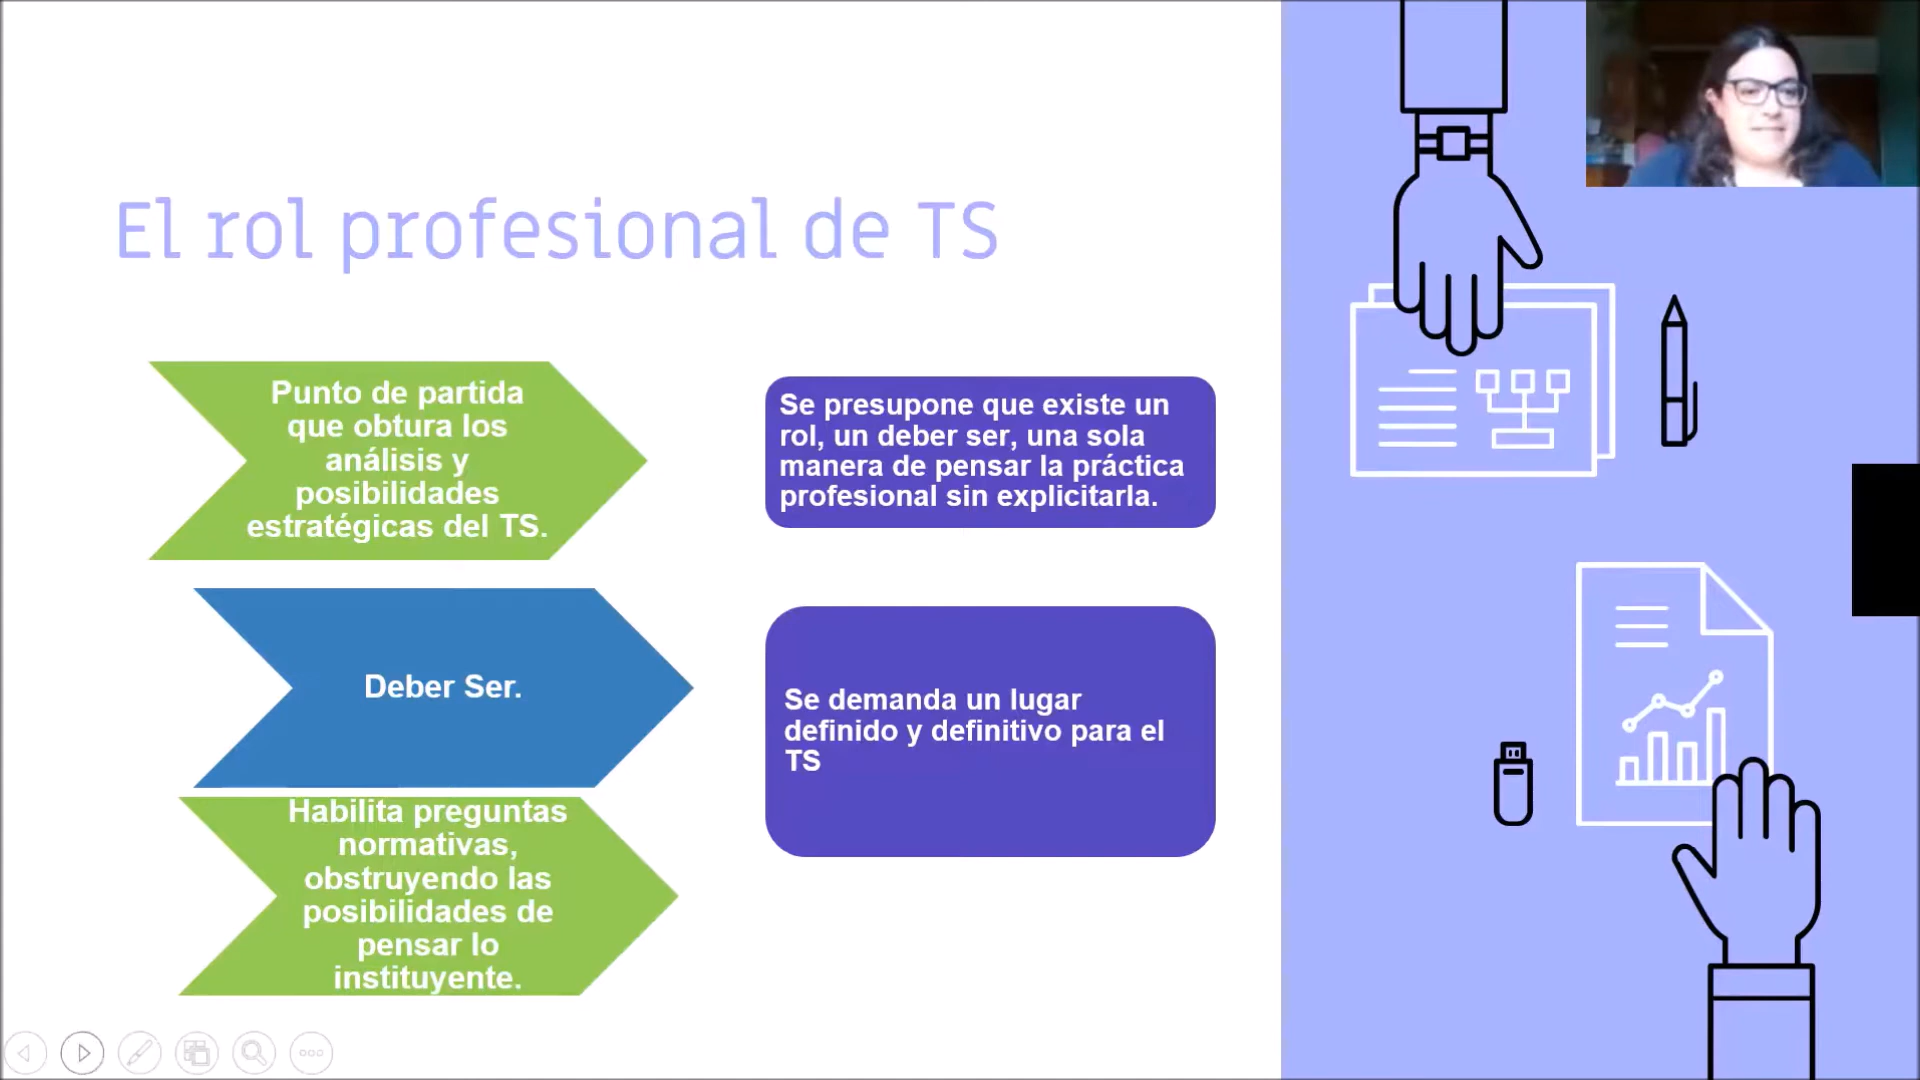 El rol profesional de TS
Punto de partida
que obtura los
análisis y
posibilidades
estratégicas del TS.
Se presupone que existe un
rol, un deber ser, una sola
manera de pensar la práctica
profesional sin explicitarla.
Deber Ser.
Se demanda un lugar
definido y definitivo para el
TS
Habilita preguntas
normativas,
obstruyendo las
posibilidades de
pensar lo
instituyente.